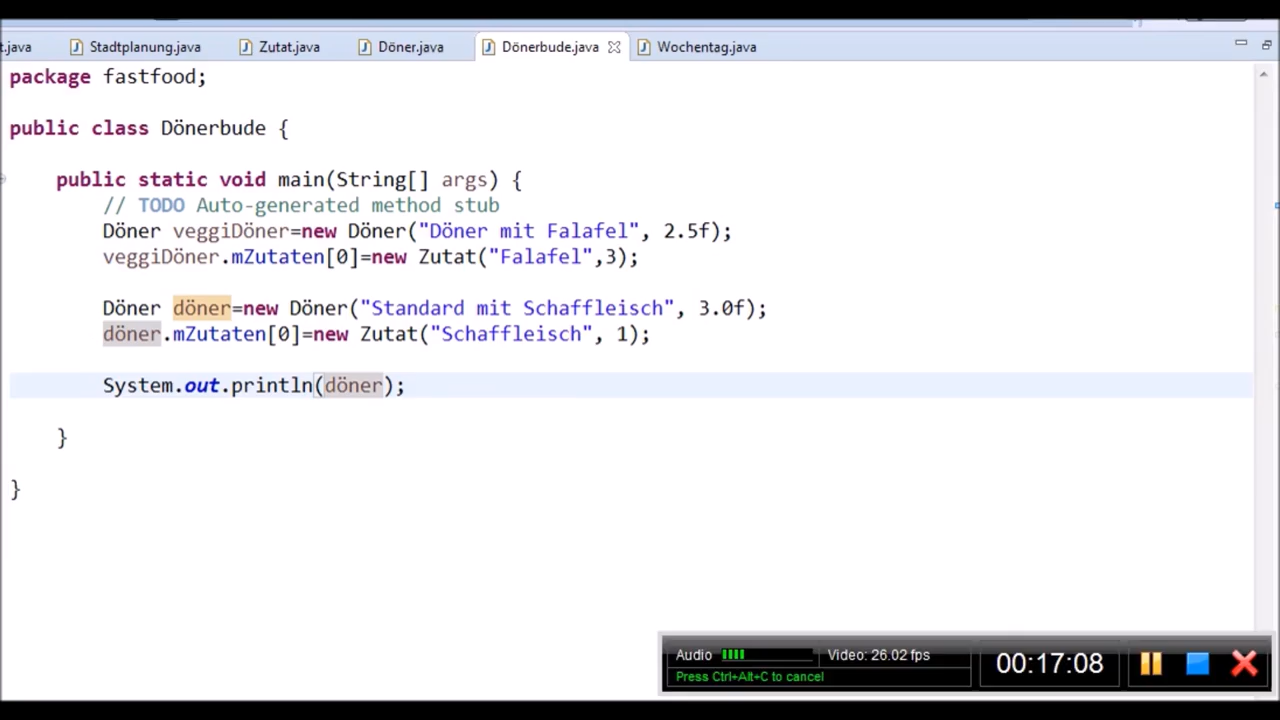 t.java Stadtplanung.java Zutat.java Döner.java Dönerbude.java Wochentag.java
package fastfood;
public class Dönerbude {
public static void main(String[] args) {
// TODO Auto-generated method stub
Döner veggiDöner=new Döner("Döner mit Falafel", 2.5f);
veggiDöner.mZutaten[0]=new Zutat("Falafel",3);
Döner döner=new Döner("Standard mit Schaffleisch", 3.0f);
döner.mZutaten[0]=new Zutat("Schaffleisch", 1);
System.out.println(döner);
}
}
Audio Video: 26.02 fps 00:17:08
Press Ctrl+Alt+C to cancel